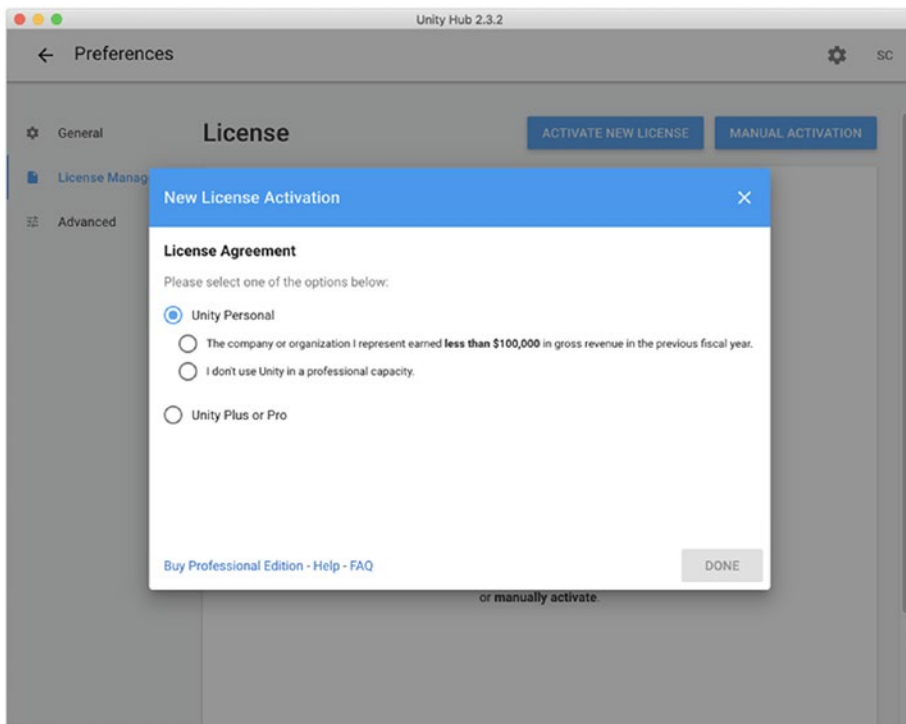 Unity Hub 2.3.2
Preferences
SC
General
License
ACTIVATE NEW LICENSE
MANUAL ACTIVATION
License Manag
Advanced
New License Activation
License Agreement
Please select one of the options below:
Unity Personal
The company or organization I represent earned less than $100,000 in gross revenue in the previous fiscal year.
I don't use Unity in a professional capacity.
Unity Plus or Pro
Buy Professional Edition - Help - FAQ
DONE
or manually activate.